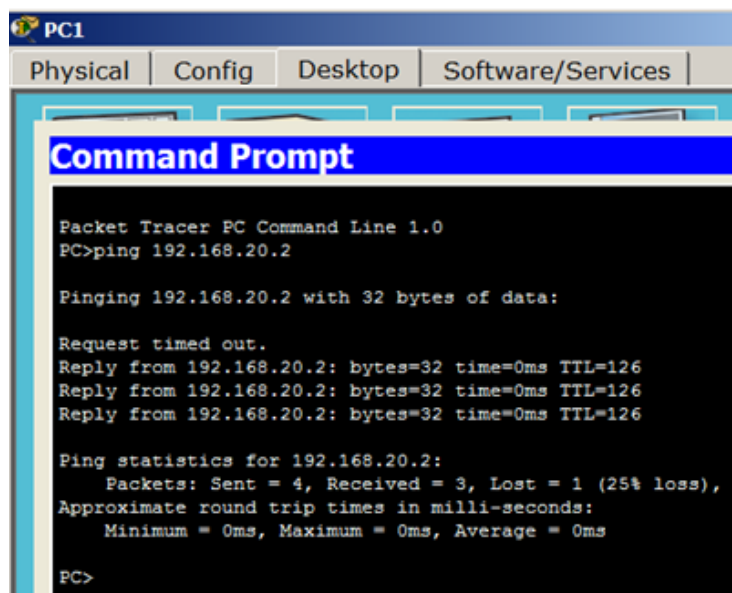 PC1
Physical Config Desktop Software/Services
Command Prompt
Packet Tracer PC Command Line 1.0
PC>ping 192.168.20.2
Pinging 192.168.20.2 with 32 bytes of data:
Request timed out.
Reply from 192.168.20.2: bytes=32 time=0ms TTL=126
Reply from 192.168.20.2: bytes=32 time=0ms TTL=126
Reply from 192.168.20.2: bytes=32 time=0ms TTL=126
Ping statistics for 192.168.20.2:
Packets: Sent = 4, Received = 3, Lost = 1 (25% loss),
Approximate round trip times in milli-seconds:
Minimum = 0ms, Maximum = 0ms, Average = 0ms
PC>